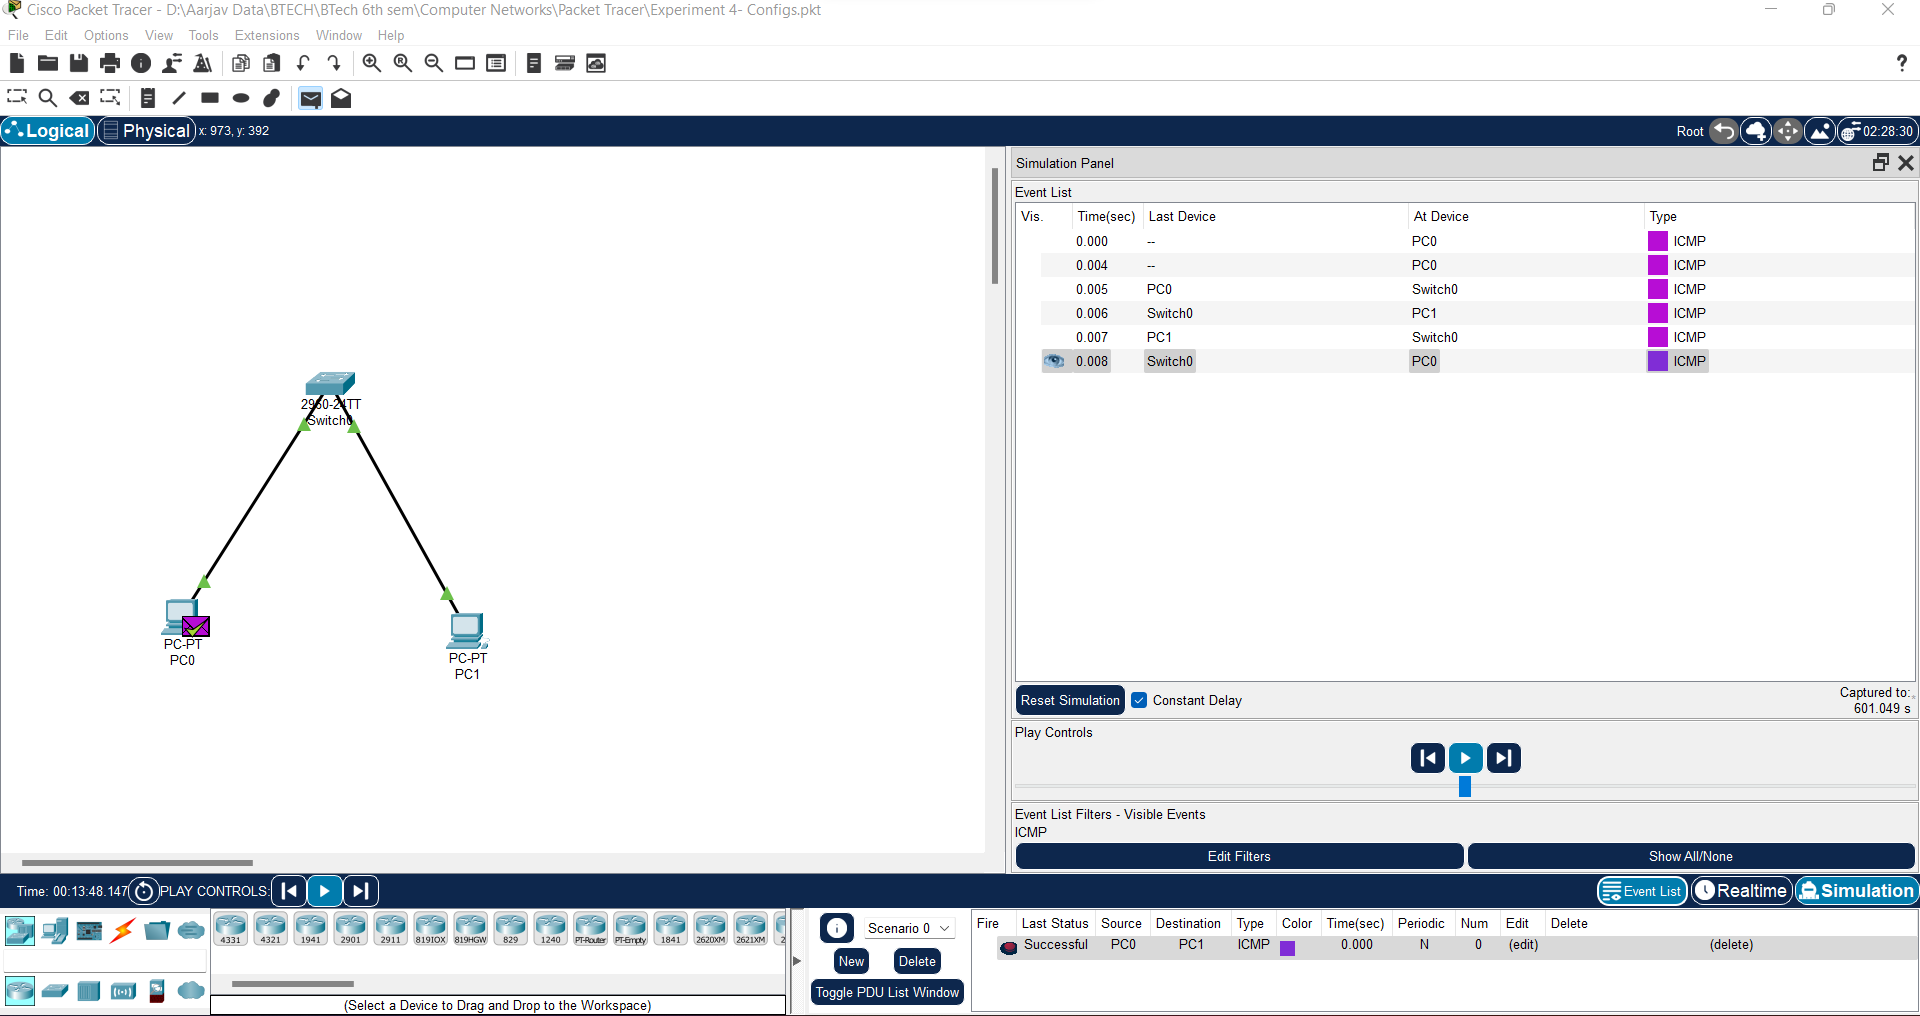 Cisco Packet Tracer - D:\Aarjav Data\BTECH\BTech 6th sem\Computer Networks\Packet Tracer\Experiment 4- Configs.pkt
File Edit Options View Tools Extensions Window Help
Logical Physical x: 973, y: 392 Root 02:28:30
Simulation Panel
Event List
Vis. Time(sec) Last Device At Device Type
0.000 -- PC0 ICMP
0.004 -- PC0 ICMP
0.005 PC0 Switch0 ICMP
0.006 Switch0 PC1 ICMP
0.007 PC1 Switch0 ICMP
0.008 Switch0 PC0 ICMP
2960-24TT
Switch0
PC-PT
PC0
PC-PT
PC1
Reset Simulation Constant Delay
Captured to:
601.049 s
Play Controls
Event List Filters - Visible Events
ICMP
Edit Filters Show All/None
Time: 00:13:48.147 PLAY CONTROLS: Event List Realtime Simulation
4331 4321 1941 2901 2911 819IOX 819HGW 829 1240 PT-Router PT-Empty 1841 2620XM 2621XM 2
(Select a Device to Drag and Drop to the Workspace)
Scenario 0
New Delete
Toggle PDU List Window
Fire Last Status Source Destination Type Color Time(sec) Periodic Num Edit Delete
Successful PC0 PC1 ICMP 0.000 N 0 (edit) (delete)